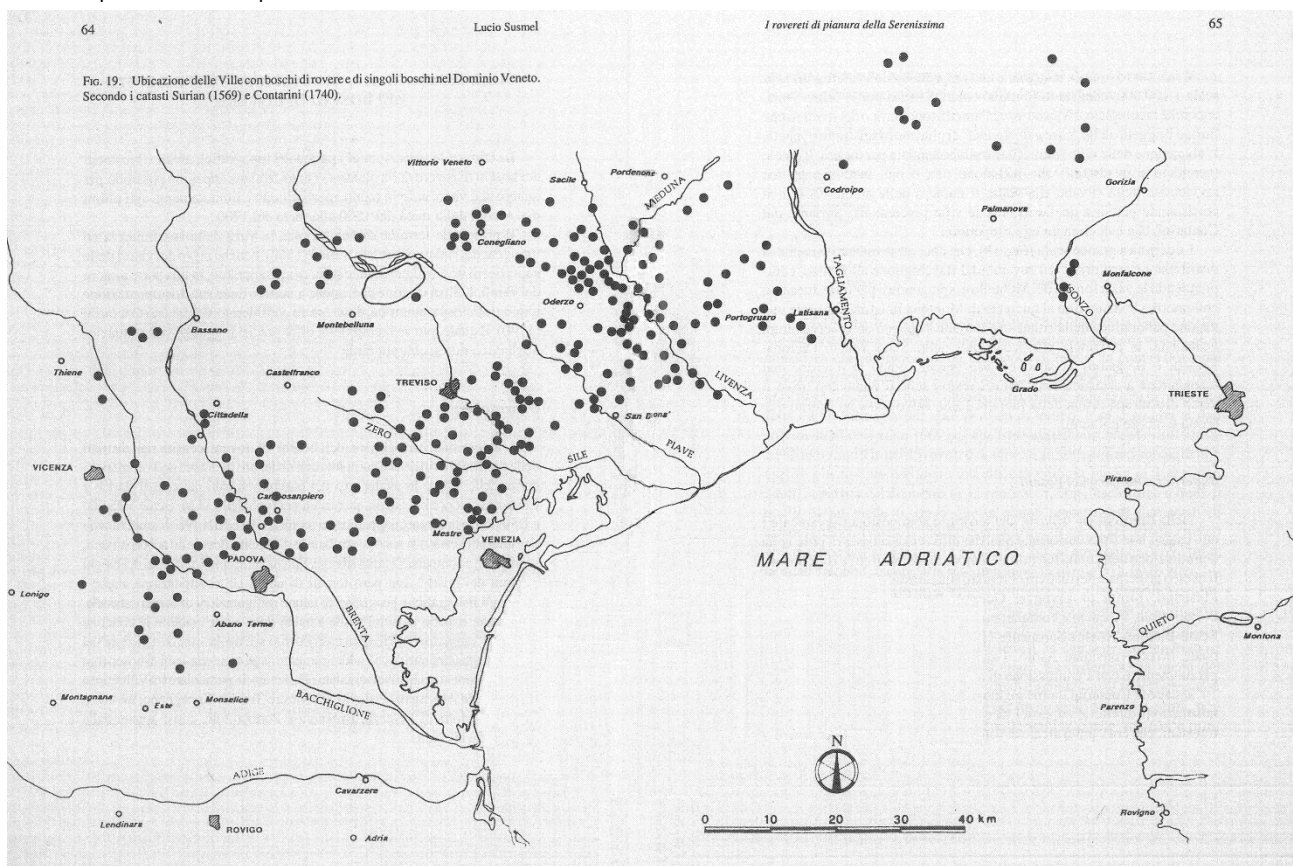 64
Lucio Susmel
I rovereti di pianura della Serenissima
65
FIG. 19. Ubicazione delle Ville con boschi di rovere e di singoli boschi nel Dominio Veneto.
Secondo i catasti Surian (1569) e Contarini (1740).
Vittorio Veneto
Sacile
Pordenone
MEDUNA
Codroipo
Gorizia
Palmanova
Conegliano
TAGLIAMENTO
Monfalcone
ISONZO
Oderzo
Portogruaro
Latisana
Bassano
Montebelluna
Thiene
Castelfranco
TREVISO
LIVENZA
Grado
TRIESTE
Cittadella
San Dona'
ZERO
PIAVE
SILE
VICENZA
Camposanpiero
Pirano
Mestre
VENEZIA
MARE ADRIATICO
PADOVA
Lonigo
Abano Terme
BRENTA
QUIETO
Montona
BACCHIGLIONE
Montagnana
Este
Monselice
Parenzo
N
ADIGE
Cavarzere
Lendinara
ROVIGO
Adria
Rovigno
0 10 20 30 40 km